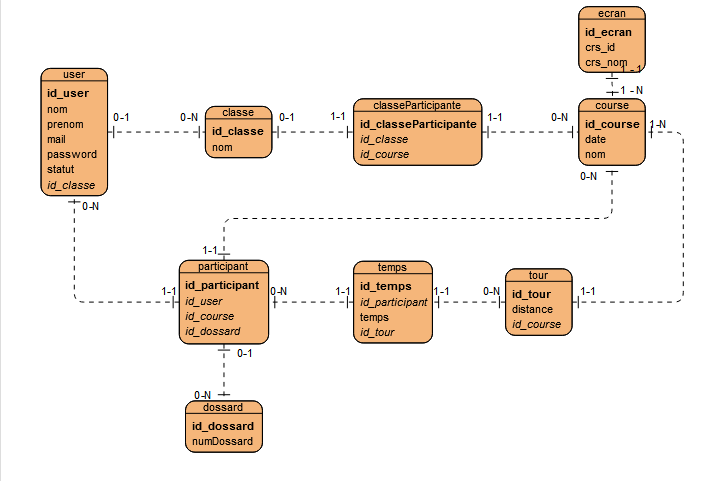 ecran
id_ecran
crs_id
crs_nom
1 - 1
1 - N
user
id_user
nom
prenom
mail
password
statut
id_classe
0-1
0-N
classe
id_classe
nom
0-1
1-1
classeParticipante
id_classeParticipante
id_classe
id_course
1-1
0-N
course
id_course
date
nom
1-N
0-N
0-N
1-1
1-1
participant
id_participant
id_user
id_course
id_dossard
0-N
1-1
temps
id_temps
id_participant
temps
id_tour
1-1
0-N
tour
id_tour
distance
id_course
1-1
0-1
0-N
dossard
id_dossard
numDossard